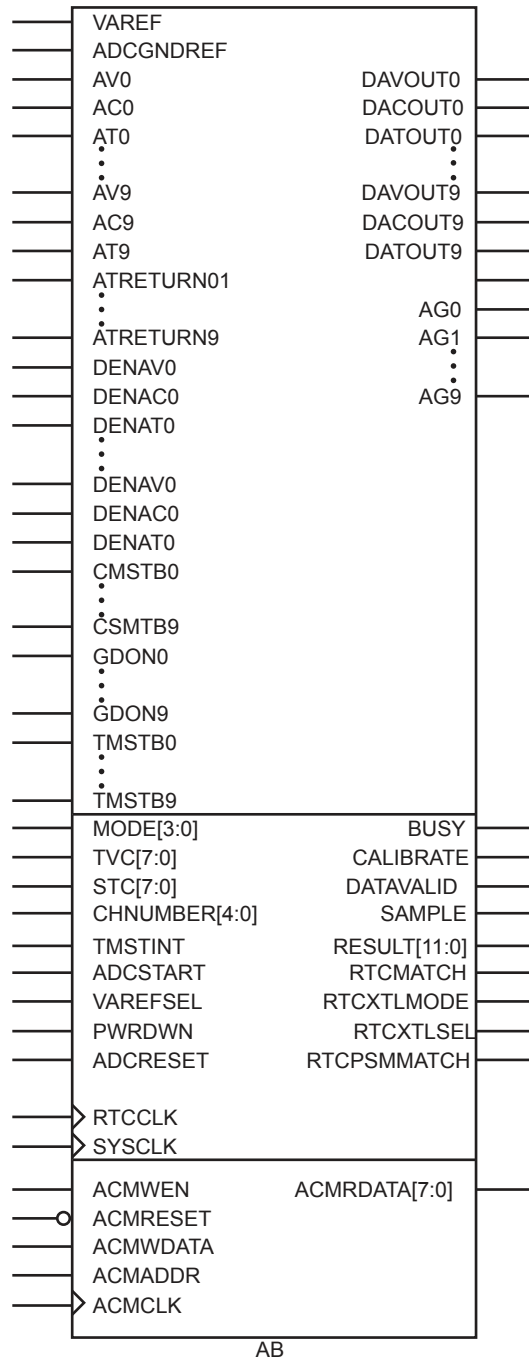 VAREF
ADCGNDREF
AV0 DAVOUT0
AC0 DACOUT0
AT0 DATOUT0
AV9 DAVOUT9
AC9 DACOUT9
AT9 DATOUT9
ATRETURN01
AG0
ATRETURN9 AG1
DENAV0
DENAC0 AG9
DENAT0
DENAV0
DENAC0
DENAT0
CMSTB0
CSMTB9
GDON0
GDON9
TMSTB0
TMSTB9
MODE[3:0] BUSY
TVC[7:0] CALIBRATE
STC[7:0] DATAVALID
CHNUMBER[4:0] SAMPLE
TMSTINT RESULT[11:0]
ADCSTART RTCMATCH
VAREFSEL RTCXTLMODE
PWRDWN RTCXTLSEL
ADCRESET RTCPSMMATCH
RTCCLK
SYSCLK
ACMWEN ACMRDATA[7:0]
ACMRESET
ACMWDATA
ACMADDR
ACMCLK
AB